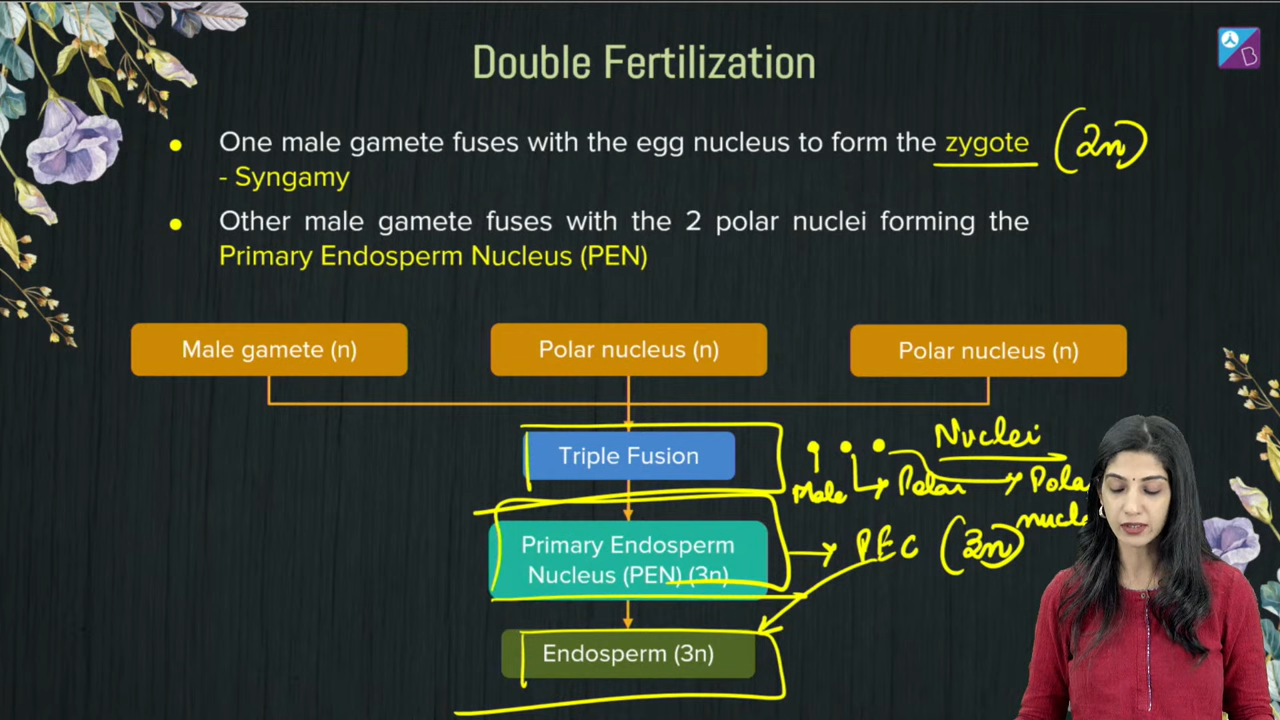 Double Fertilization
B
• One male gamete fuses with the egg nucleus to form the zygote (2n)
- Syngamy
• Other male gamete fuses with the 2 polar nuclei forming the
Primary Endosperm Nucleus (PEN)
Male gamete (n) Polar nucleus (n) Polar nucleus (n)
Triple Fusion
Nuclei
Male Polar Polar
nuclei
Primary Endosperm
Nucleus (PEN) (3n)
PEC (3n)
Endosperm (3n)